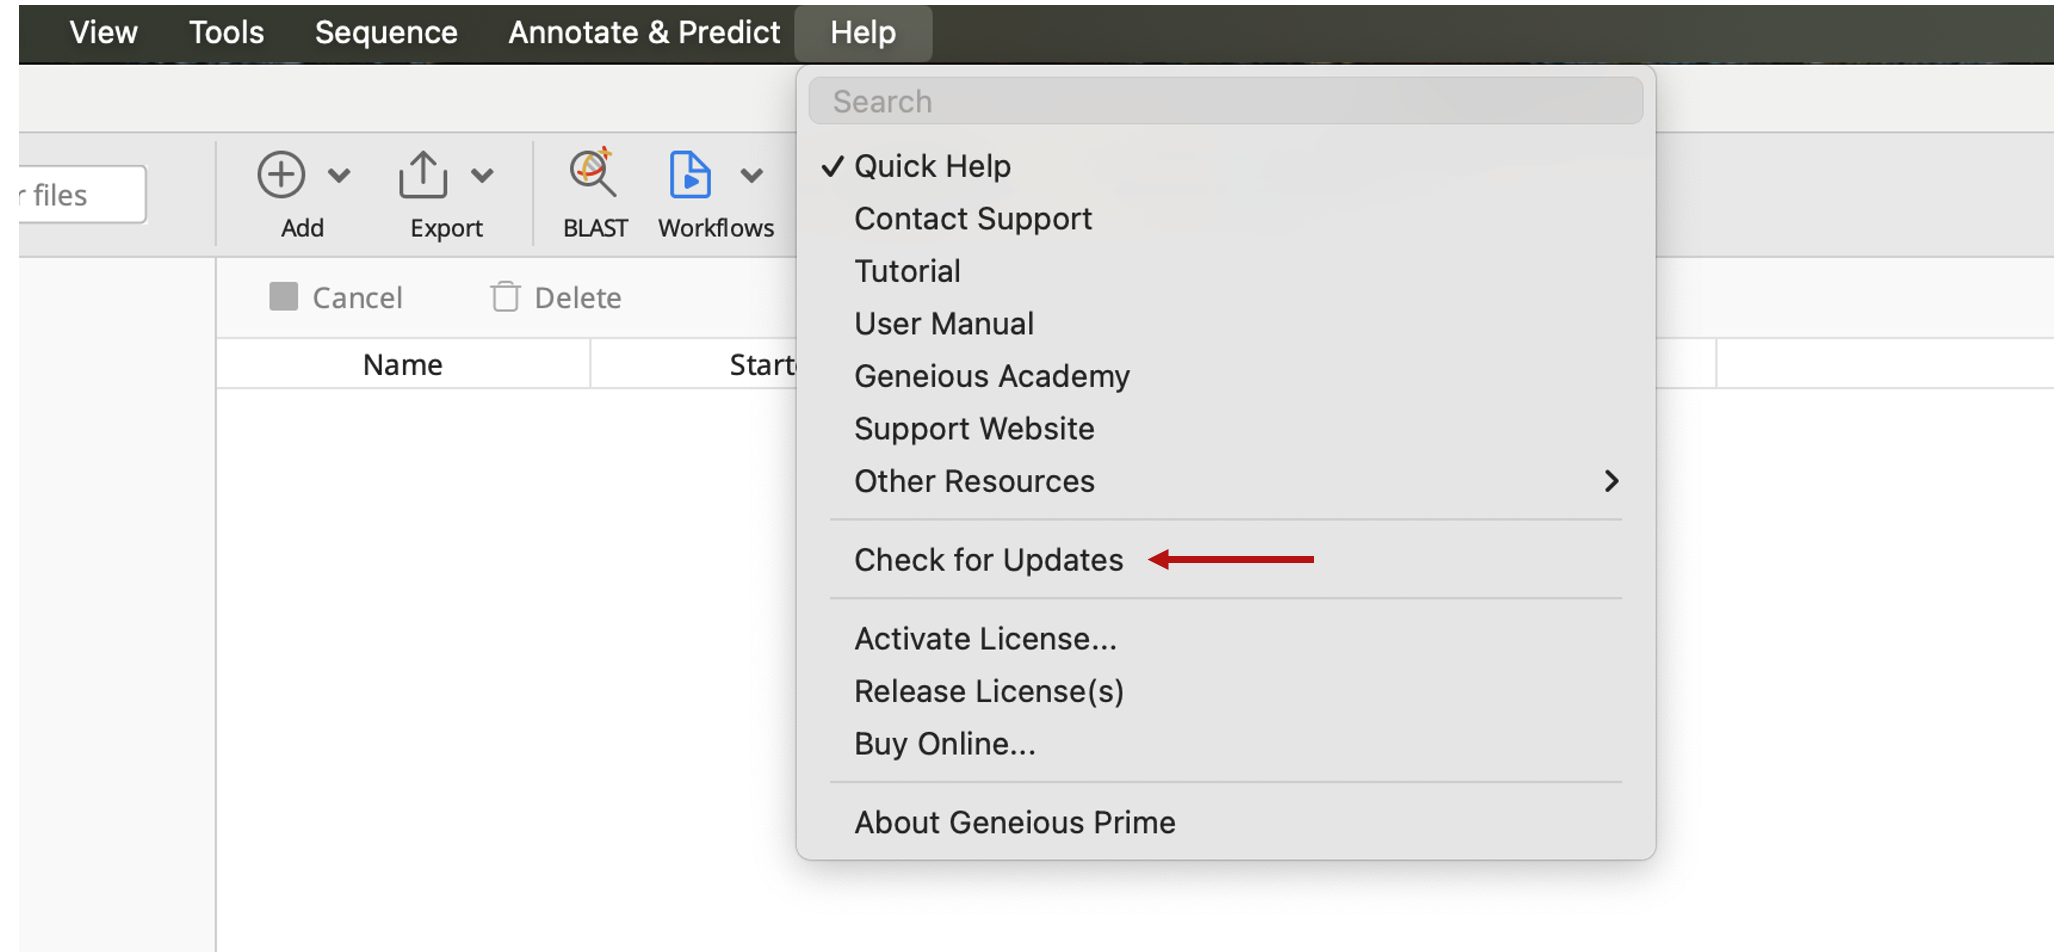 View Tools Sequence Annotate & Predict Help
Search
files
Add Export BLAST Workflows
Quick Help
Contact Support
Tutorial
User Manual
Geneious Academy
Support Website
Other Resources
Cancel Delete
Name
Check for Updates
Activate License...
Release License(s)
Buy Online...
About Geneious Prime